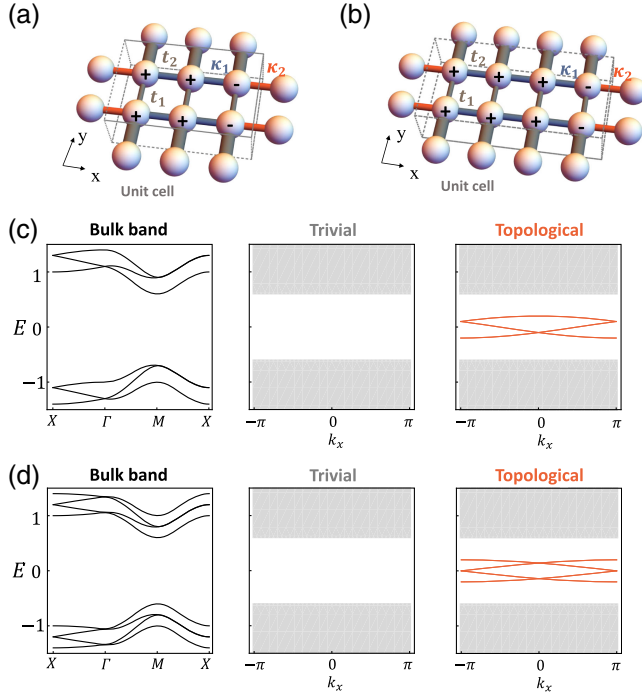 (a)
(b)
t₂ κ₁ κ₂
+ + -
t₁
+ + -
y
x
Unit cell
t₂ κ₁ κ₂
+ + + -
t₁
+ + + -
y
x
Unit cell
(c) Bulk band Trivial Topological
1
E 0
−1
X Γ M X
−π 0 π
kₓ
−π 0 π
kₓ
(d) Bulk band Trivial Topological
1
E 0
−1
X Γ M X
−π 0 π
kₓ
−π 0 π
kₓ